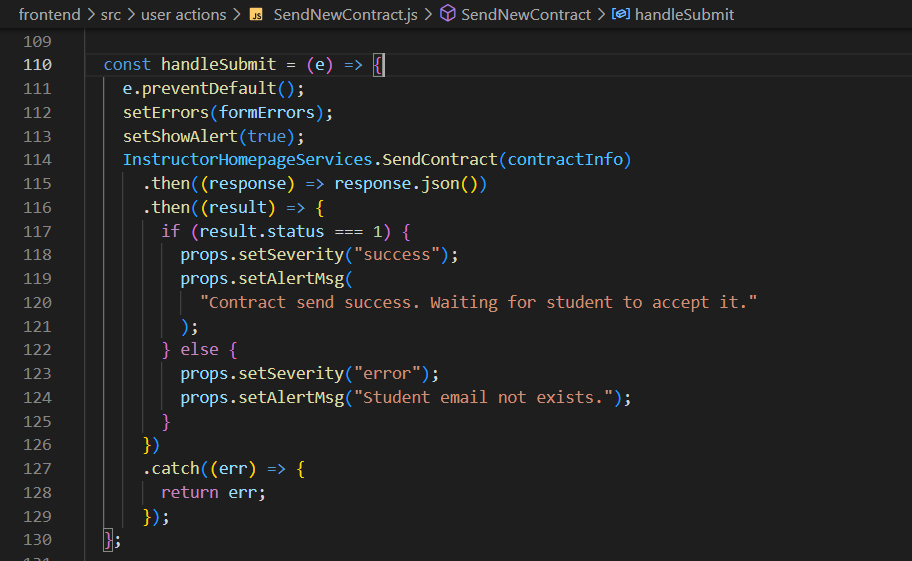 frontend > src > user actions > JS SendNewContract.js > SendNewContract > handleSubmit
109
110 const handleSubmit = (e) => {
111 e.preventDefault();
112 setErrors(formErrors);
113 setShowAlert(true);
114 InstructorHomepageServices.SendContract(contractInfo)
115 .then((response) => response.json())
116 .then((result) => {
117 if (result.status === 1) {
118 props.setSeverity("success");
119 props.setAlertMsg(
120 "Contract send success. Waiting for student to accept it."
121 );
122 } else {
123 props.setSeverity("error");
124 props.setAlertMsg("Student email not exists.");
125 }
126 })
127 .catch((err) => {
128 return err;
129 });
130 };